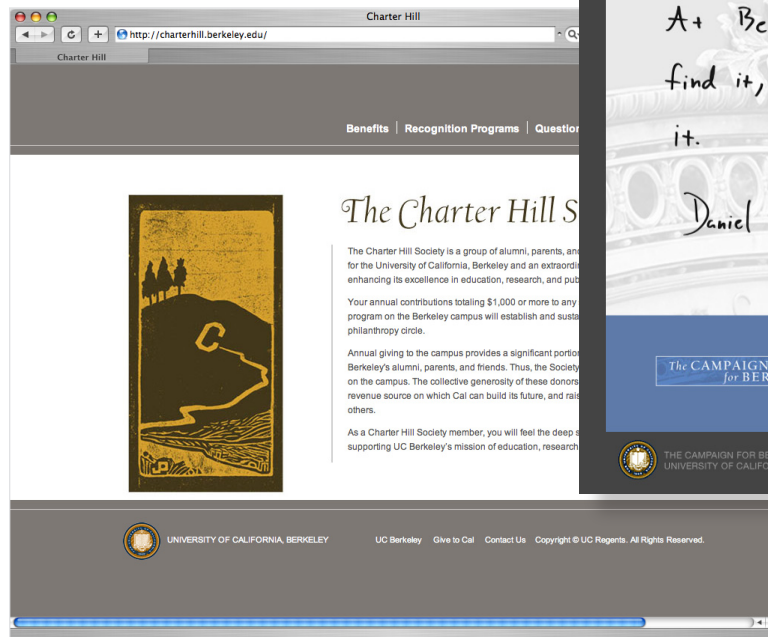 Charter Hill
http://charterhill.berkeley.edu/
Charter Hill
Benefits | Recognition Programs | Question
The Charter Hill S
The Charter Hill Society is a group of alumni, parents, and
for the University of California, Berkeley and an extraordin
enhancing its excellence in education, research, and pub
Your annual contributions totaling $1,000 or more to any
program on the Berkeley campus will establish and susta
philanthropy circle.
Annual giving to the campus provides a significant portion
Berkeley's alumni, parents, and friends. Thus, the Society
on the campus. The collective generosity of these donors
revenue source on which Cal can build its future, and rais
others.
As a Charter Hill Society member, you will feel the deep s
supporting UC Berkeley's mission of education, research
C
UNIVERSITY OF CALIFORNIA, BERKELEY
UC Berkeley Give to Cal Contact Us Copyright © UC Regents. All Rights Reserved.
A+ Be
find it,
it.
Daniel
The CAMPAIGN
for BER
THE CAMPAIGN FOR BE
UNIVERSITY OF CALIFO